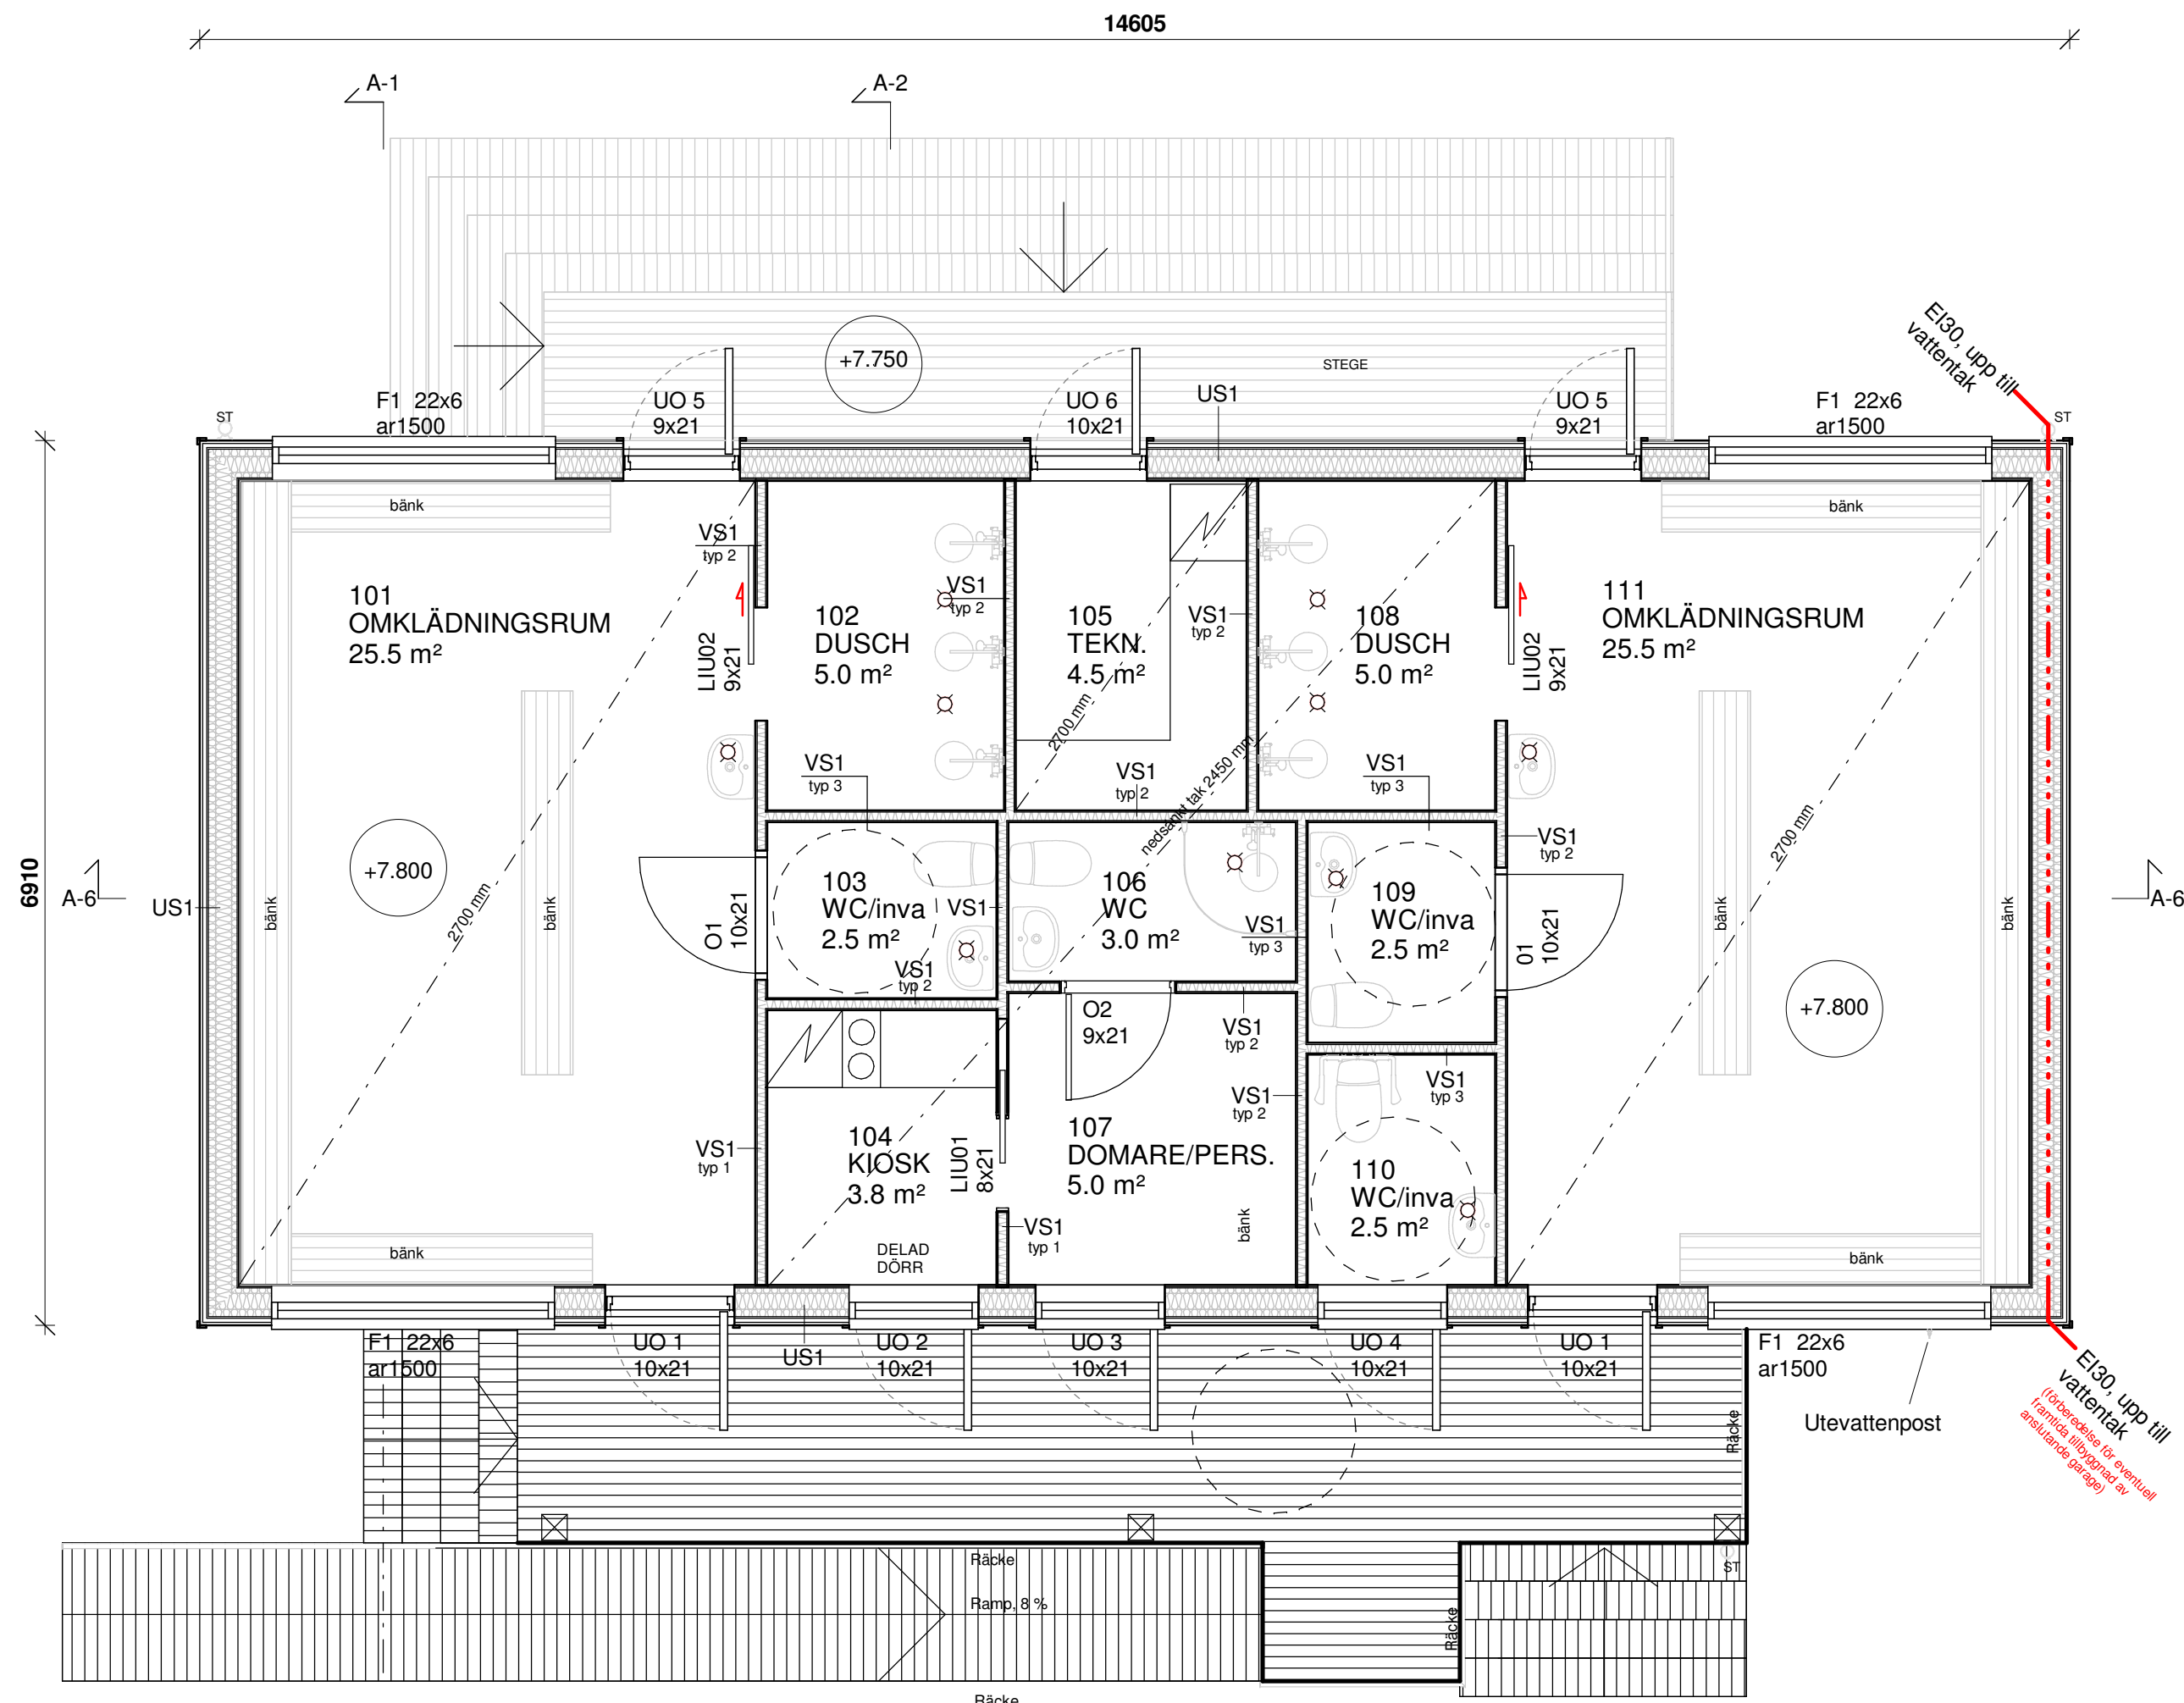 14605
A-1
A-2
+7.750
STEGE
EI30, upp till
vattentak
F1 22x6
ar1500
UO 5
9x21
UO 6
10x21
US1
UO 5
9x21
F1 22x6
ar1500
ST
ST
bänk
bänk
VS1
typ 2
VS1
typ 2
VS1
typ 2
101
OMKLÄDNINGSRUM
25.5 m²
102
DUSCH
5.0 m²
105
TEKN.
4.5 m²
108
DUSCH
5.0 m²
111
OMKLÄDNINGSRUM
25.5 m²
LIU02
9x21
LIU02
9x21
2700 mm
nedsänkt tak 2450 mm
VS1
typ 3
VS1
typ 2
VS1
typ 3
VS1
typ 2
2700 mm
+7.800
6910
A-6
US1
bänk
2700 mm
bänk
O1
10x21
103
WC/inva
2.5 m²
VS1
VS1
typ 2
106
WC
3.0 m²
VS1
typ 3
109
WC/inva
2.5 m²
01
10x21
bänk
bänk
A-6
+7.800
O2
9x21
VS1
typ 2
VS1
typ 2
VS1
typ 3
VS1
typ 1
104
KIOSK
3.8 m²
LIU01
8x21
107
DOMARE/PERS.
5.0 m²
110
WC/inva
2.5 m²
VS1
typ 1
bänk
DELAD
DÖRR
bänk
bänk
F1 22x6
ar1500
UO 1
10x21
US1
UO 2
10x21
UO 3
10x21
UO 4
10x21
UO 1
10x21
F1 22x6
ar1500
Utevattenpost
EI30, upp till
vattentak
(förberedelse för eventuell
framtida tillbyggnad av
anslutande garage)
Räcke
Räcke
Ramp, 8 %
Räcke
ST
Räcke